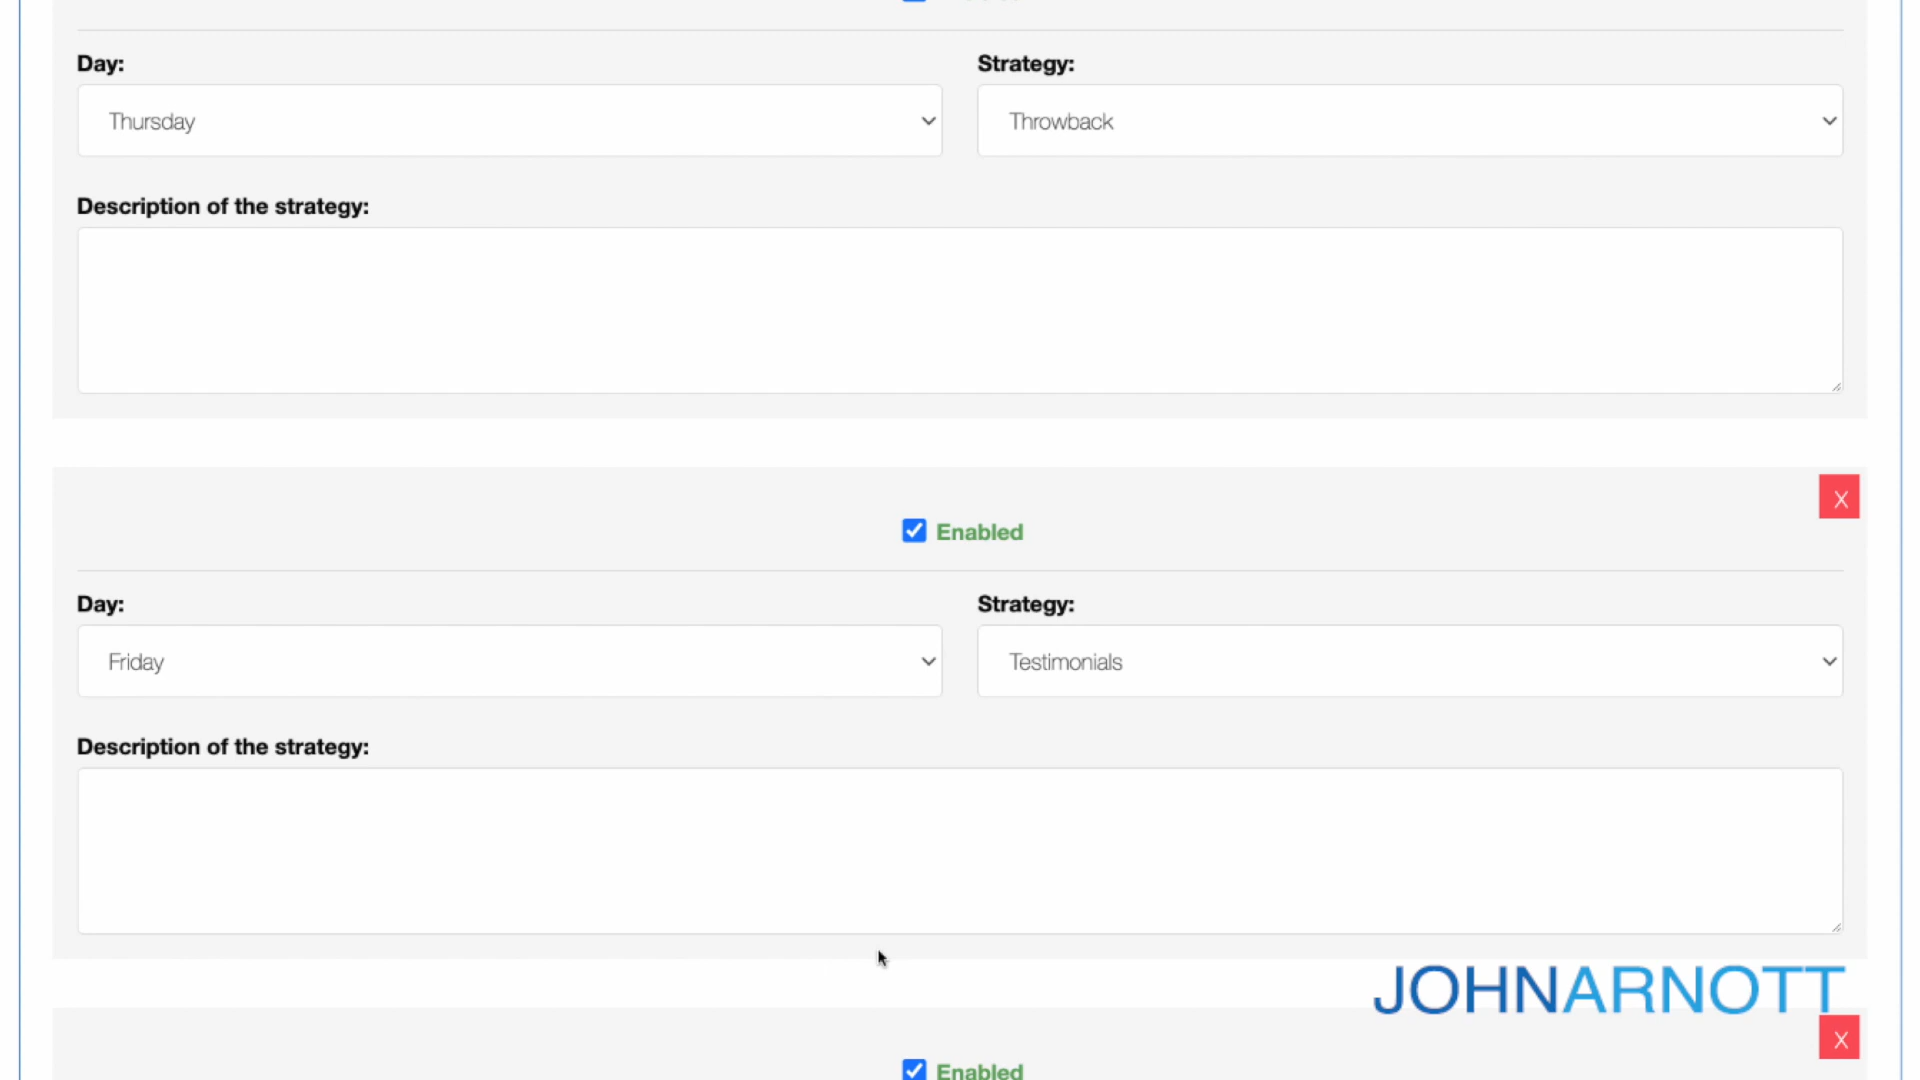 Day:
Strategy:
Thursday
Throwback
Description of the strategy:
X
Enabled
Day:
Strategy:
Friday
Testimonials
Description of the strategy:
JOHNARNOTT
X
Enabled